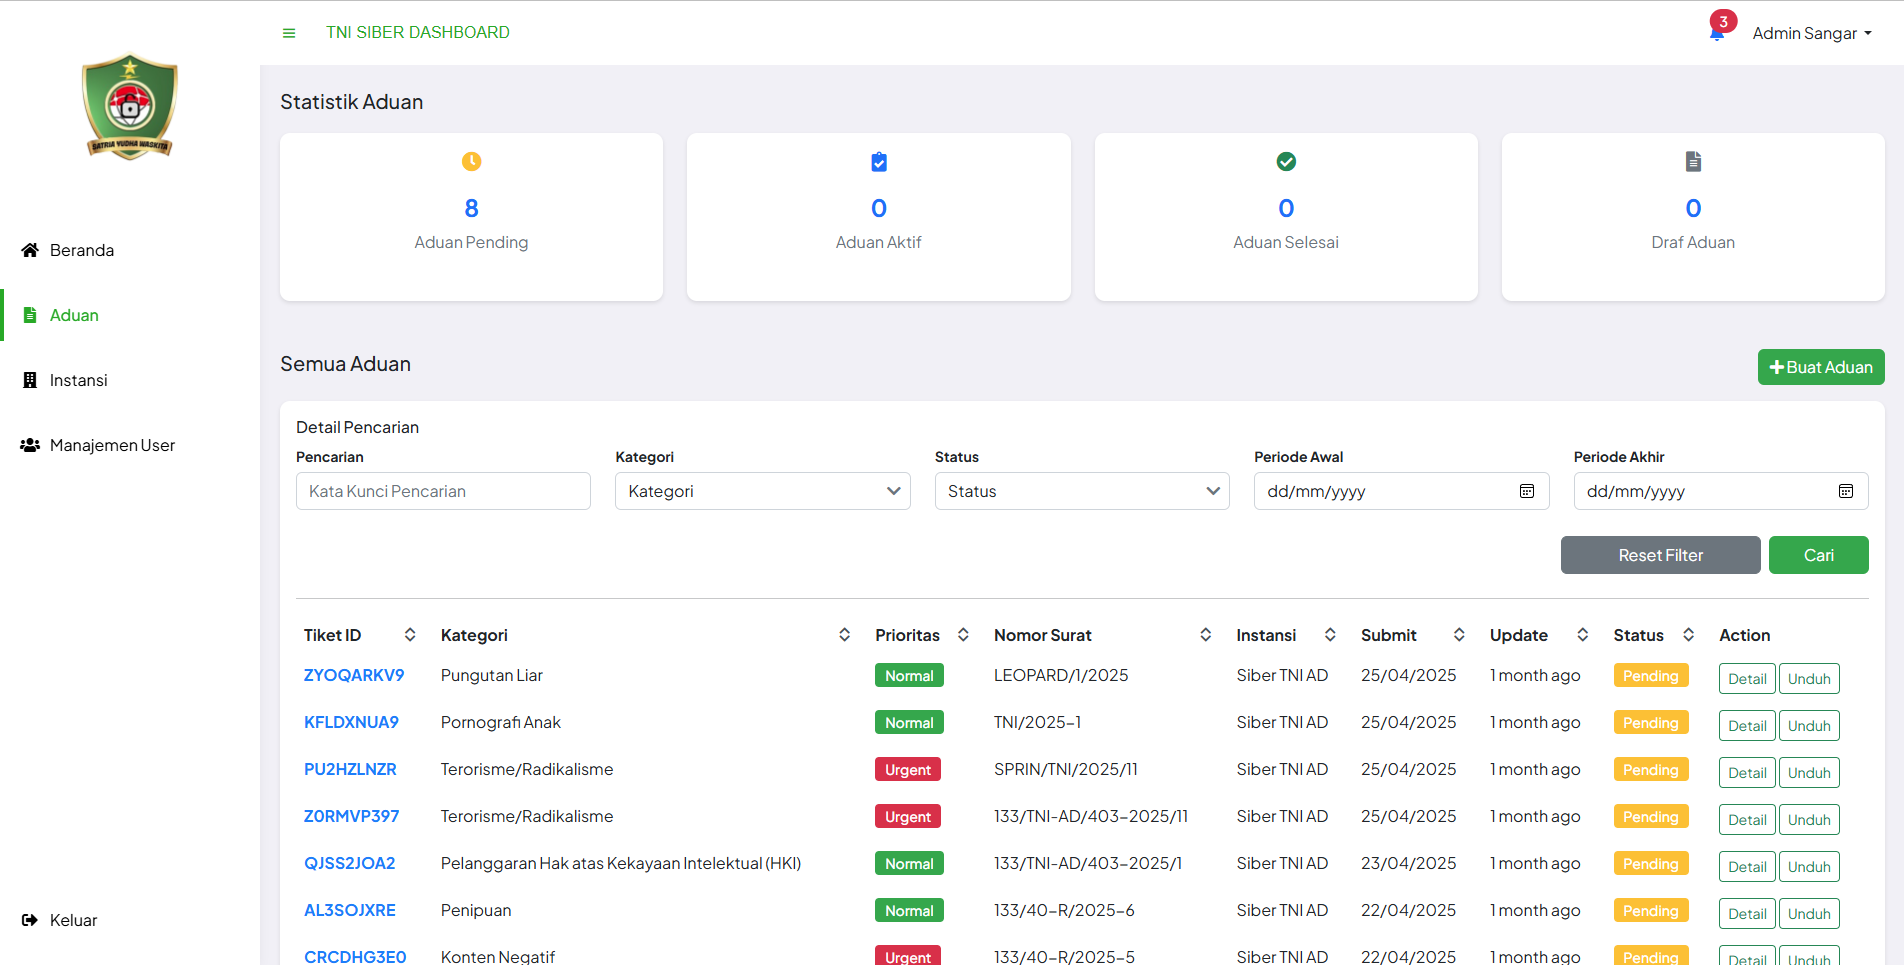 TNI SIBER DASHBOARD
3
Admin Sangar
SATRIA YUDHA WASKITA
Beranda
Aduan
Instansi
Manajemen User
Keluar
Statistik Aduan
8
Aduan Pending
0
Aduan Aktif
0
Aduan Selesai
0
Draf Aduan
Semua Aduan
Buat Aduan
Detail Pencarian
Pencarian Kategori Status Periode Awal Periode Akhir
Kata Kunci Pencarian Kategori Status dd/mm/yyyy dd/mm/yyyy
Reset Filter Cari
Tiket ID Kategori Prioritas Nomor Surat Instansi Submit Update Status Action
ZYOQARKV9 Pungutan Liar Normal LEOPARD/1/2025 Siber TNI AD 25/04/2025 1 month ago Pending Detail Unduh
KFLDXNUA9 Pornografi Anak Normal TNI/2025-1 Siber TNI AD 25/04/2025 1 month ago Pending Detail Unduh
PU2HZLNZR Terorisme/Radikalisme Urgent SPRIN/TNI/2025/11 Siber TNI AD 25/04/2025 1 month ago Pending Detail Unduh
Z0RMVP397 Terorisme/Radikalisme Urgent 133/TNI-AD/403-2025/11 Siber TNI AD 25/04/2025 1 month ago Pending Detail Unduh
QJSS2JOA2 Pelanggaran Hak atas Kekayaan Intelektual (HKI) Normal 133/TNI-AD/403-2025/1 Siber TNI AD 23/04/2025 1 month ago Pending Detail Unduh
AL3SOJXRE Penipuan Normal 133/40-R/2025-6 Siber TNI AD 22/04/2025 1 month ago Pending Detail Unduh
CRCDHG3E0 Konten Negatif Urgent 133/40-R/2025-5 Siber TNI AD 22/04/2025 1 month ago Pending Detail Unduh